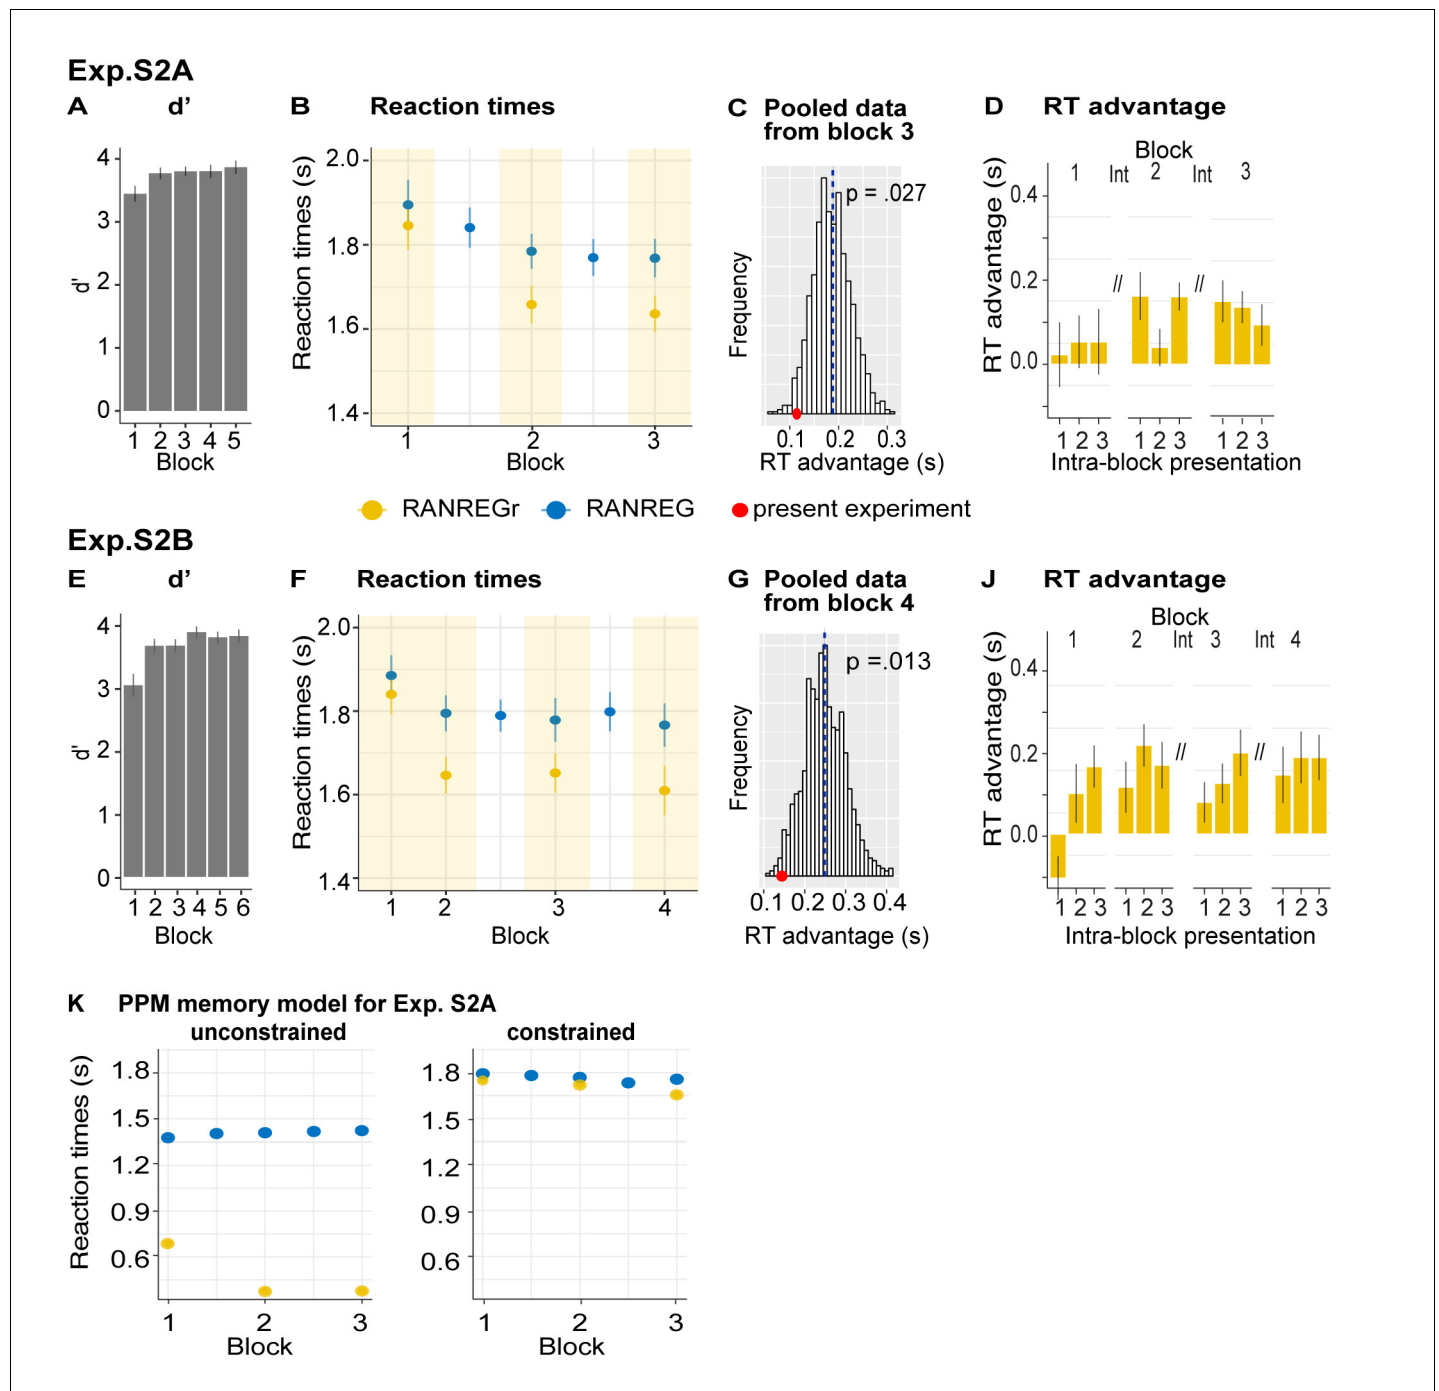 Exp.S2A
A d'
4
3
2
1
0
d'
1 2 3 4 5
Block
B Reaction times
2.0
1.8
1.6
1.4
Reaction times (s)
1 2 3
Block
C Pooled data
from block 3
p = .027
Frequency
0.1 0.2 0.3
RT advantage (s)
D RT advantage
Block
1 Int 2 Int 3
0.4
0.2
0.0
RT advantage (s)
// //
1 2 3 1 2 3 1 2 3
Intra-block presentation
RANREGr RANREG present experiment
Exp.S2B
E d'
4
3
2
1
0
d'
1 2 3 4 5 6
Block
F Reaction times
2.0
1.8
1.6
1.4
Reaction times (s)
1 2 3 4
Block
G Pooled data
from block 4
p =.013
Frequency
0.1 0.2 0.3 0.4
RT advantage (s)
J RT advantage
Block
1 2 Int 3 Int 4
0.4
0.2
0.0
RT advantage (s)
// //
1 2 3 1 2 3 1 2 3 1 2 3
Intra-block presentation
K PPM memory model for Exp. S2A
unconstrained
1.8
1.5
1.2
0.9
0.6
Reaction times (s)
1 2 3
Block
constrained
1.8
1.5
1.2
0.9
0.6
1 2 3
Block